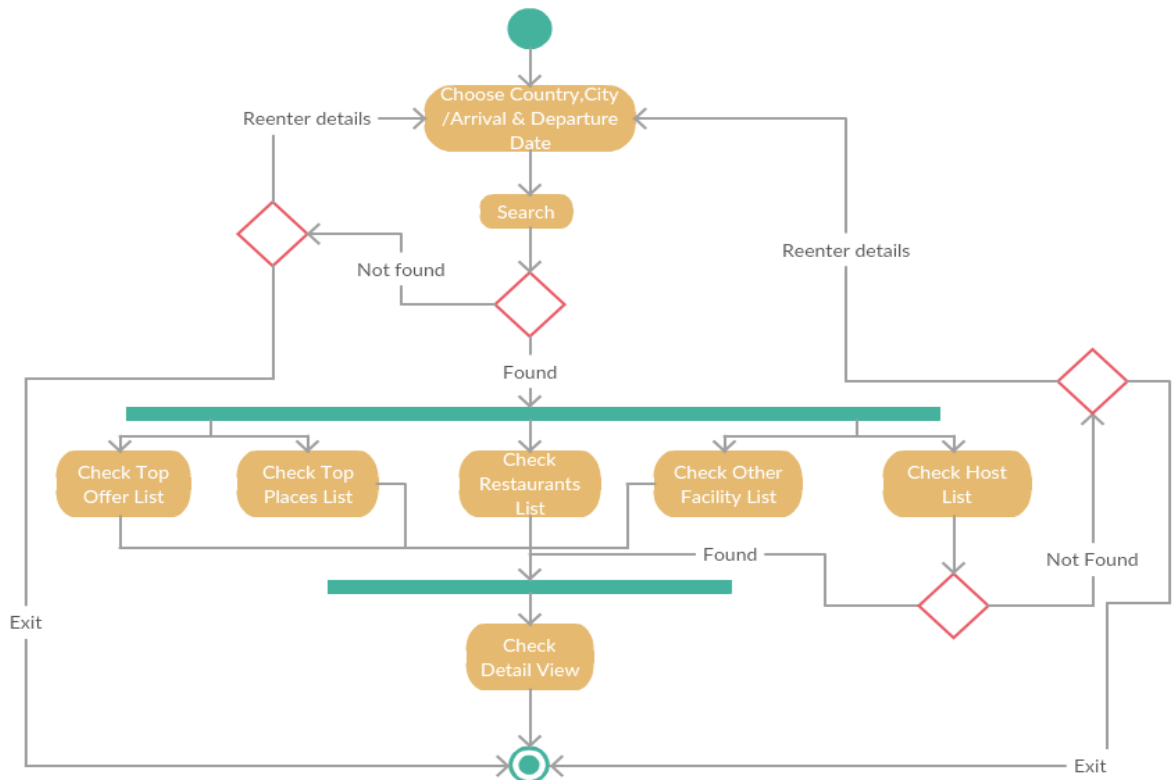 Choose Country,City
/Arrival & Departure
Date
Reenter details
Search
Reenter details
Not found
Found
Check Top
Offer List
Check Top
Places List
Check
Restaurants
List
Check Other
Facility List
Check Host
List
Found
Not Found
Exit
Check
Detail View
Exit